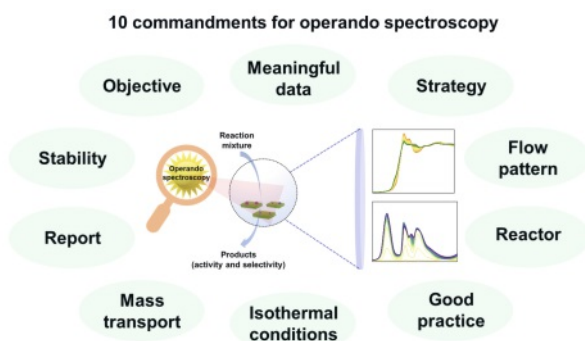 10 commandments for operando spectroscopy
Meaningful
data
Objective
Strategy
Stability
Reaction
mixture
Operando
spectroscopy
Flow
pattern
Report
Reactor
Products
(activity and selectivity)
Mass
transport
Isothermal
conditions
Good
practice